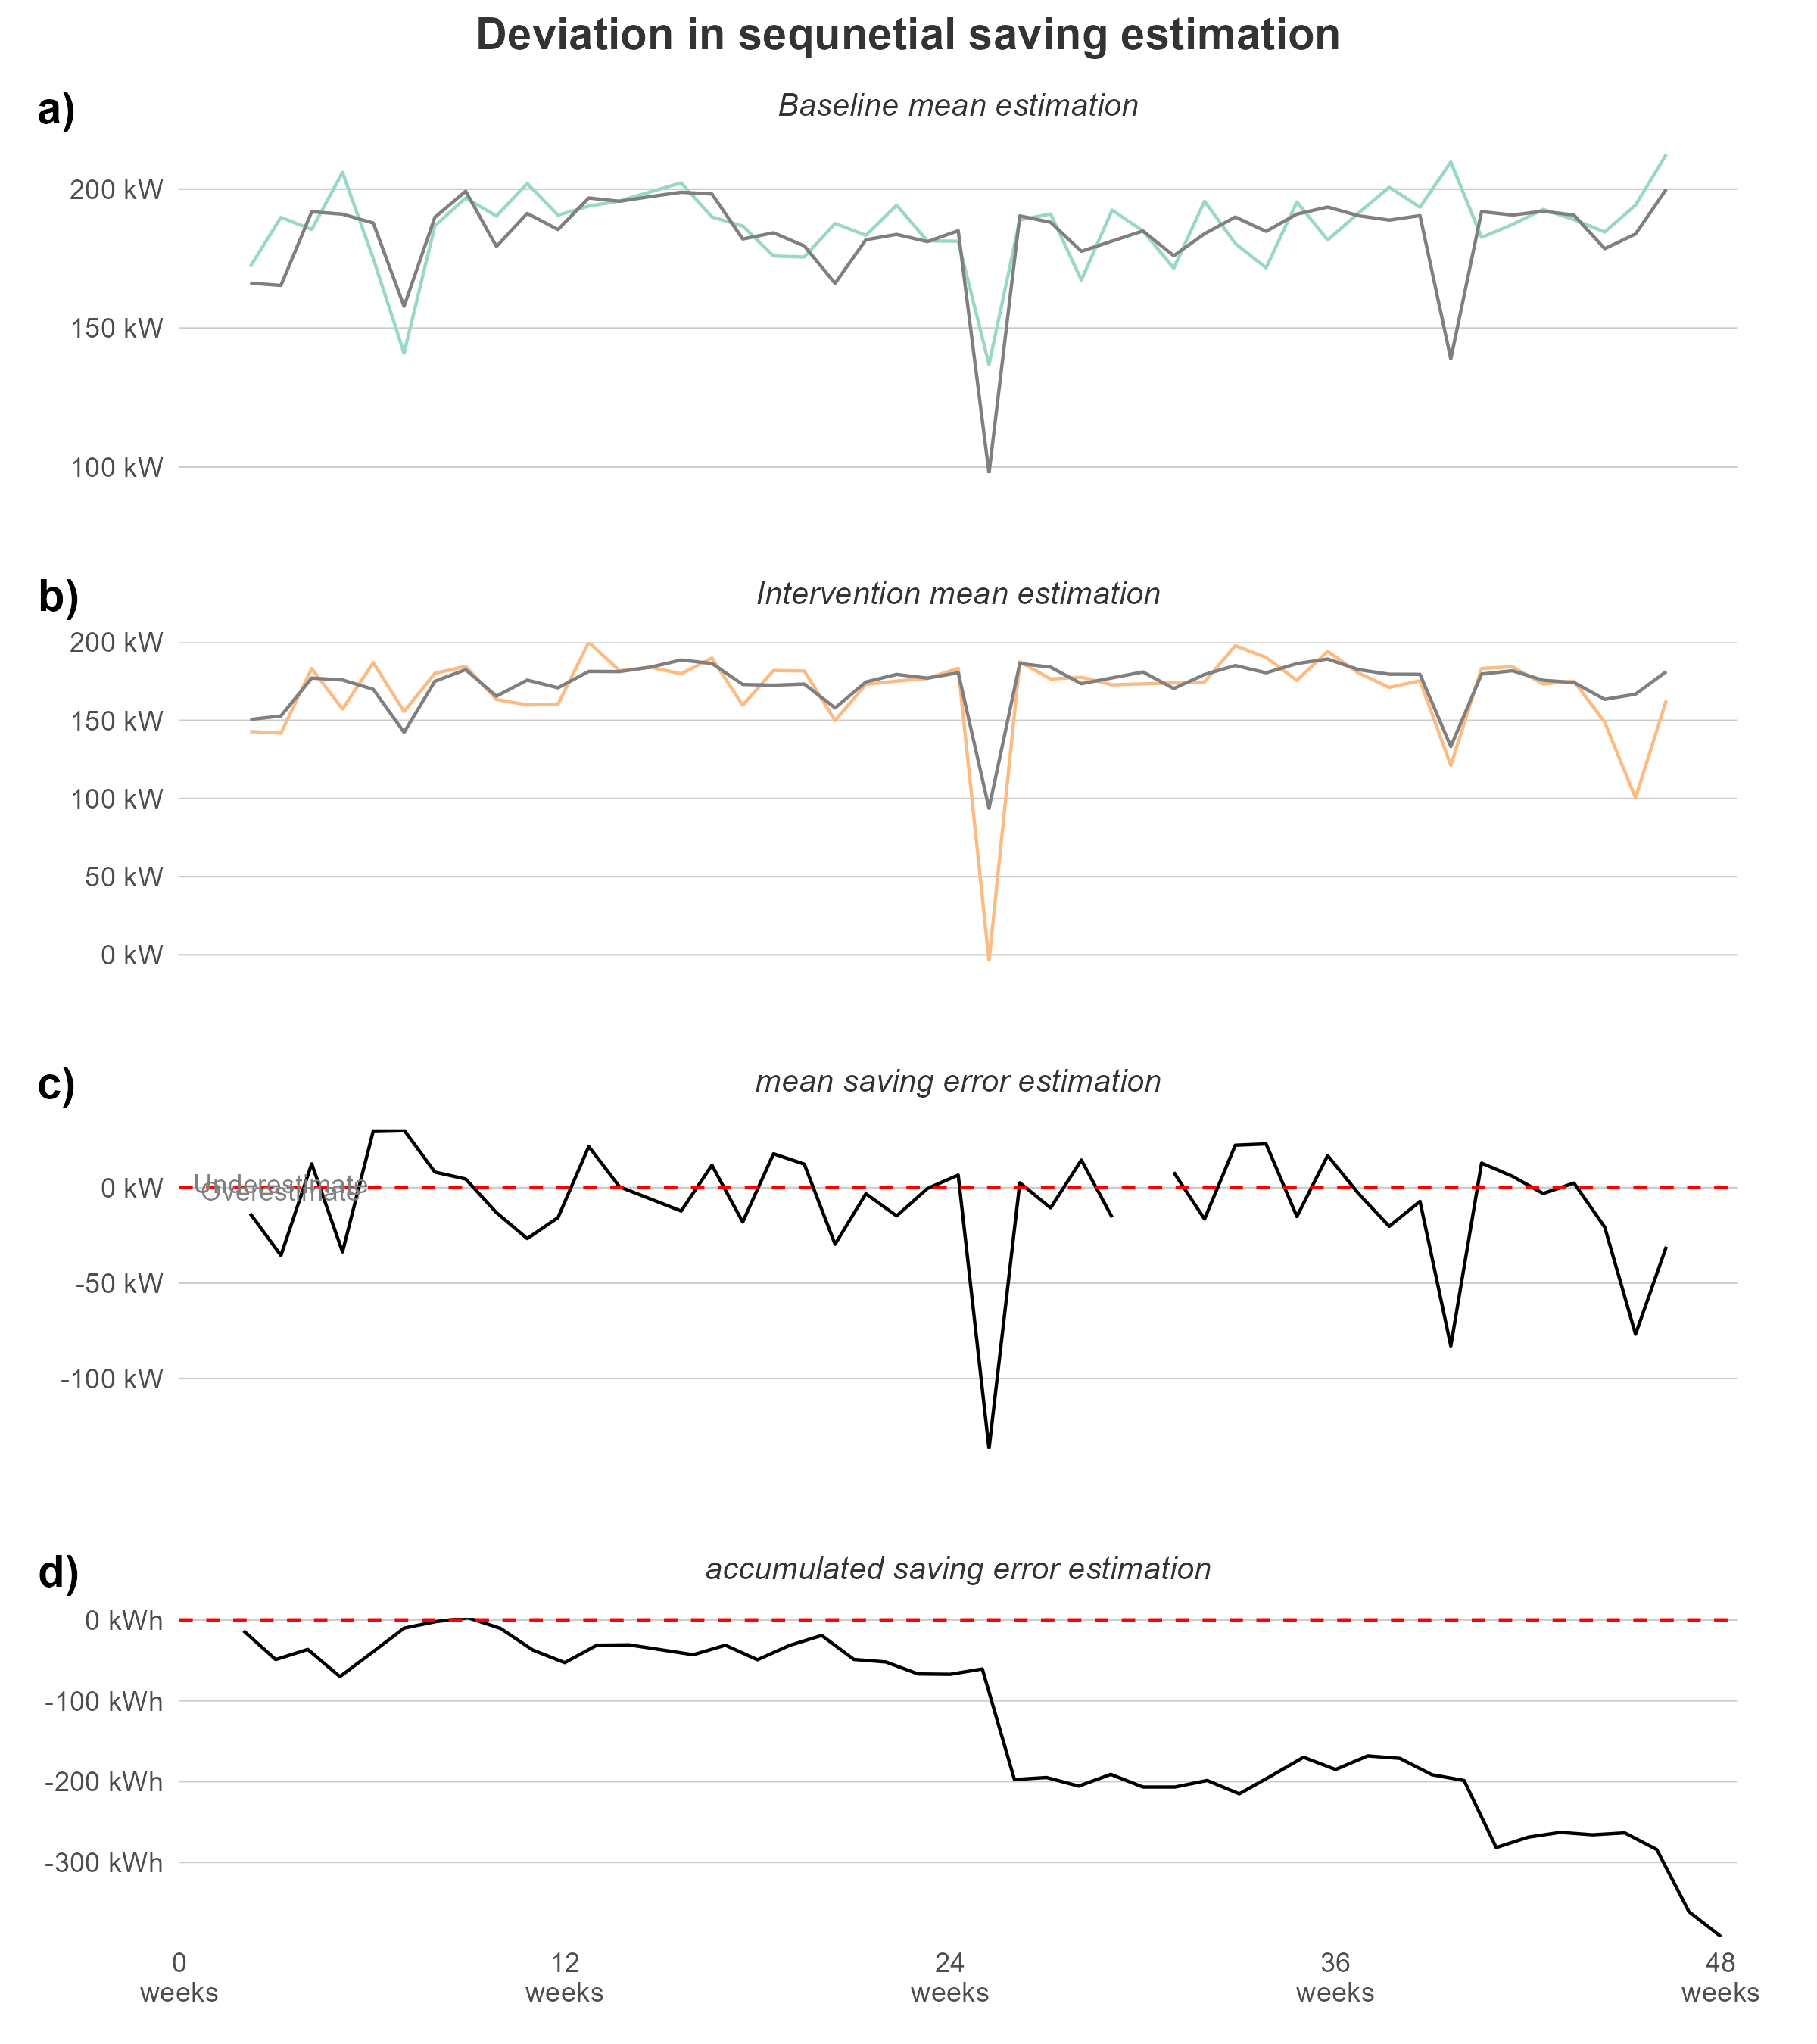 Deviation in sequnetial saving estimation
a)
Baseline mean estimation
200 kW
150 kW
100 kW
b)
Intervention mean estimation
200 kW
150 kW
100 kW
50 kW
0 kW
c)
mean saving error estimation
Underestimate
0 kW
Overestimate
-50 kW
-100 kW
d)
accumulated saving error estimation
0 kWh
-100 kWh
-200 kWh
-300 kWh
0 12 24 36 48
weeks weeks weeks weeks weeks